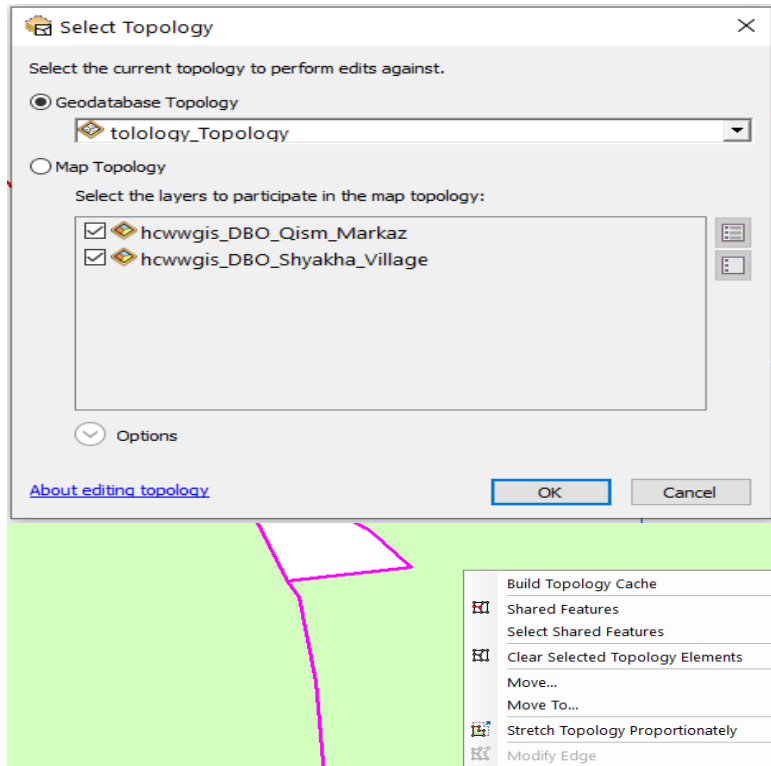 Select Topology
Select the current topology to perform edits against.
Geodatabase Topology
tolology_Topology
Map Topology
Select the layers to participate in the map topology:
hcwwgis_DBO_Qism_Markaz
hcwwgis_DBO_Shyakha_Village
Options
About editing topology
OK
Cancel
Build Topology Cache
Shared Features
Select Shared Features
Clear Selected Topology Elements
Move...
Move To...
Stretch Topology Proportionately
Modify Edge